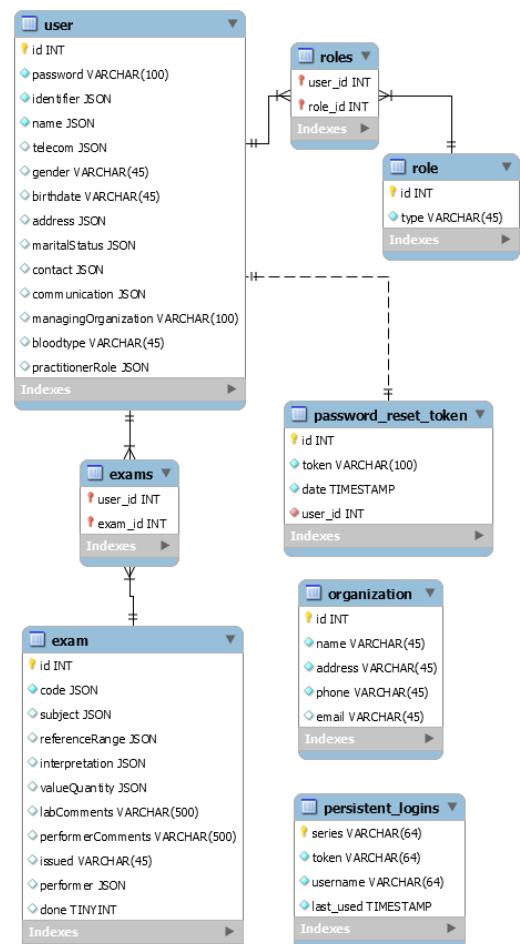 user
id INT
password VARCHAR(100)
identifier JSON
name JSON
telecom JSON
gender VARCHAR(45)
birthdate VARCHAR(45)
address JSON
maritalStatus JSON
contact JSON
communication JSON
managingOrganization VARCHAR(100)
bloodtype VARCHAR(45)
practitionerRole JSON
Indexes
roles
user_id INT
role_id INT
Indexes
role
id INT
type VARCHAR(45)
Indexes
password_reset_token
id INT
token VARCHAR(100)
date TIMESTAMP
user_id INT
Indexes
exams
user_id INT
exam_id INT
Indexes
organization
id INT
name VARCHAR(45)
address VARCHAR(45)
phone VARCHAR(45)
email VARCHAR(45)
Indexes
exam
id INT
code JSON
subject JSON
referenceRange JSON
interpretation JSON
valueQuantity JSON
labComments VARCHAR(500)
performerComments VARCHAR(500)
issued VARCHAR(45)
performer JSON
done TINYINT
Indexes
persistent_logins
series VARCHAR(64)
token VARCHAR(64)
username VARCHAR(64)
last_used TIMESTAMP
Indexes